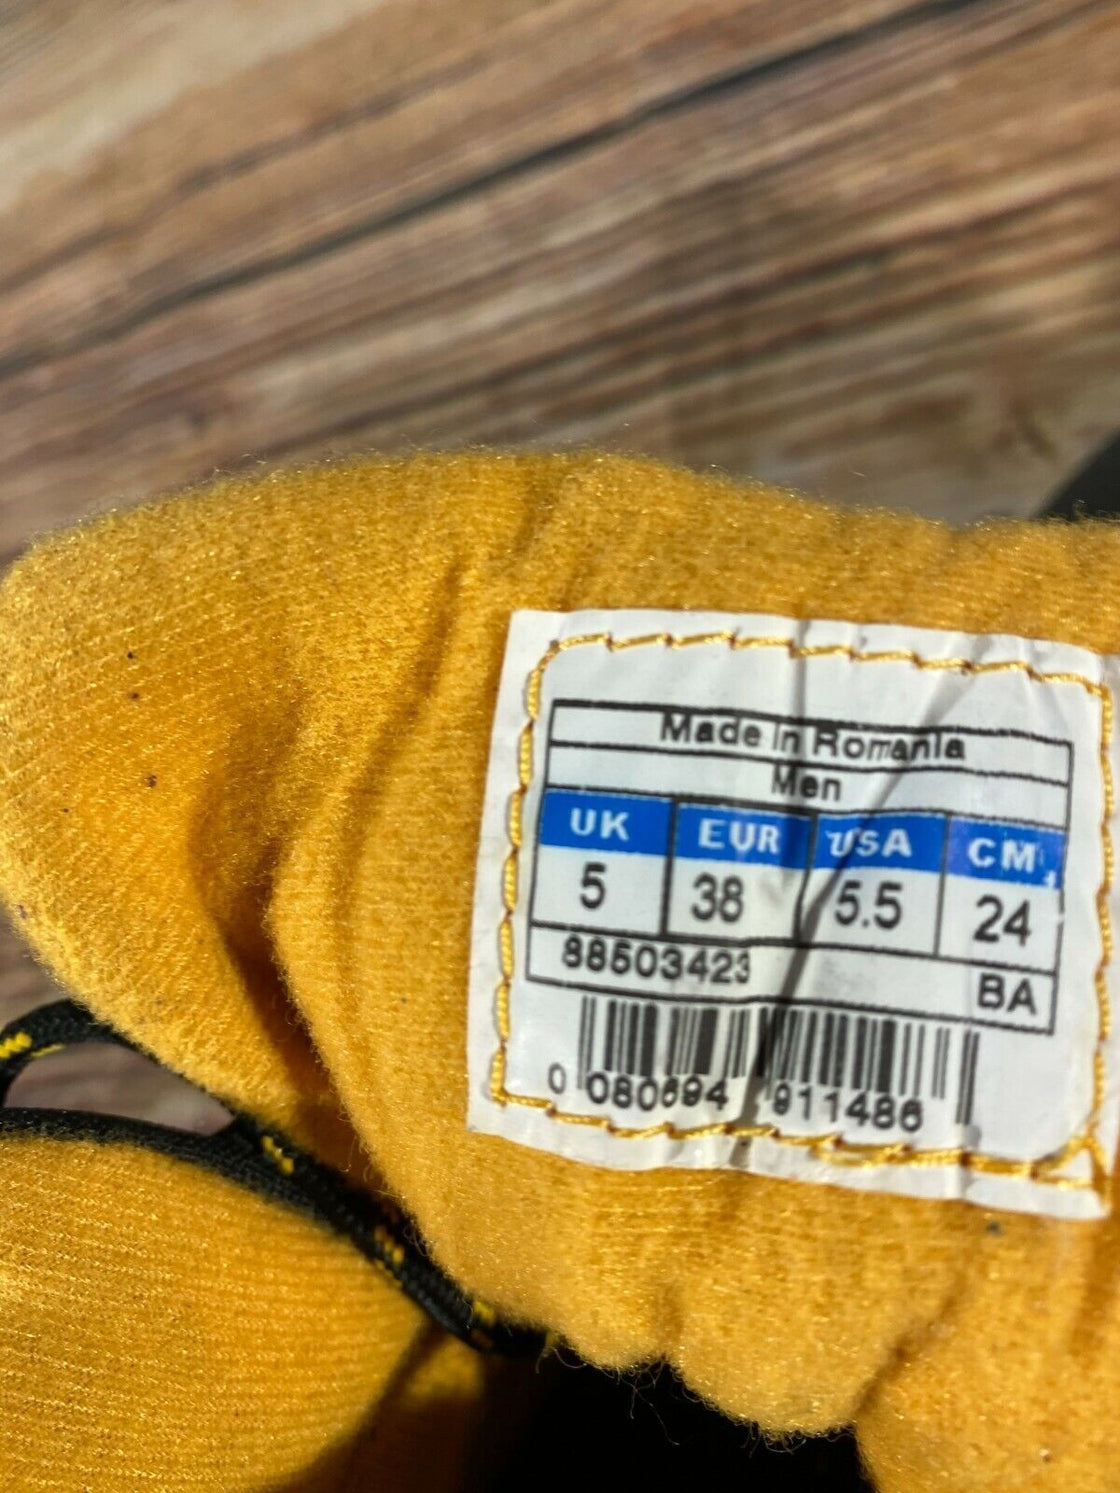 Made in Romania
Men
UK EUR USA CM
5 38 5.5 24
88503423 BA
0 080694 911486